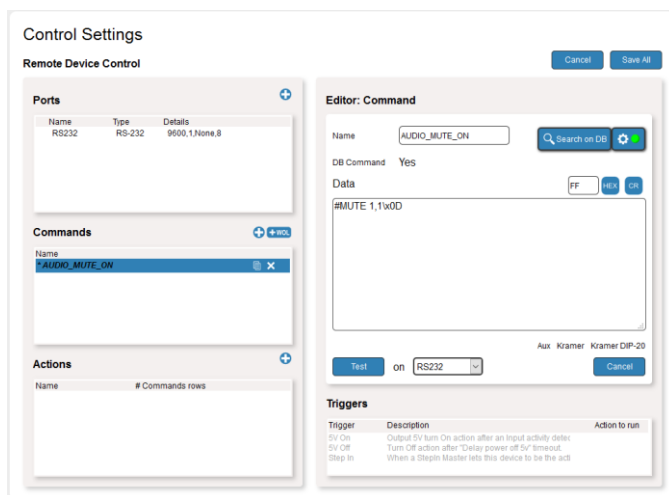 Control Settings
Remote Device Control
Cancel Save All
Ports
Name Type Details
RS232 RS-232 9600,1,None,8
Commands
+WOL
Name
* AUDIO_MUTE_ON
Actions
Name # Commands rows
Editor: Command
Name AUDIO_MUTE_ON Search on DB
DB Command Yes
Data FF HEX CR
#MUTE 1,1\x0D
Aux Kramer Kramer DIP-20
Test on RS232 Cancel
Triggers
Trigger Description Action to run
5V On Output 5V turn On action after an Input activity detec
5V Off Turn Off action after "Delay power off 5v" timeout.
Step In When a StepIn Master lets this device to be the acti